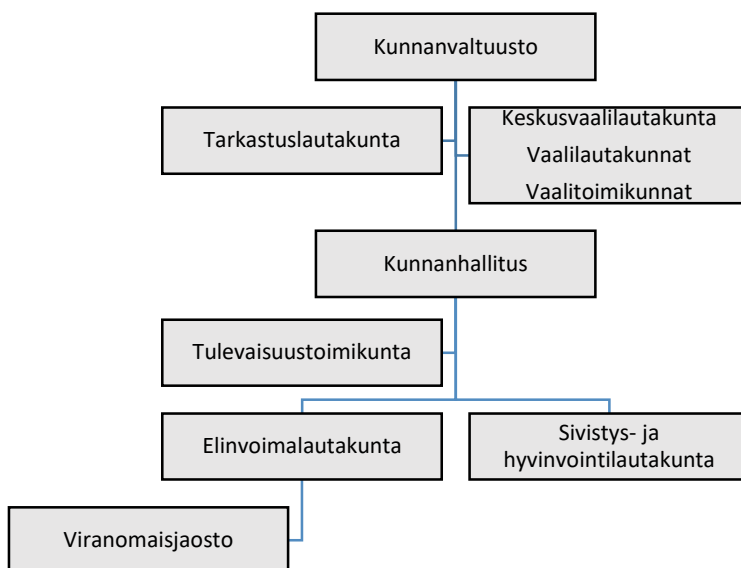 Kunnanvaltuusto
Tarkastuslautakunta
Keskusvaalilautakunta
Vaalilautakunnat
Vaalitoimikunnat
Kunnanhallitus
Tulevaisuustoimikunta
Elinvoimalautakunta
Sivistys- ja
hyvinvointilautakunta
Viranomaisjaosto